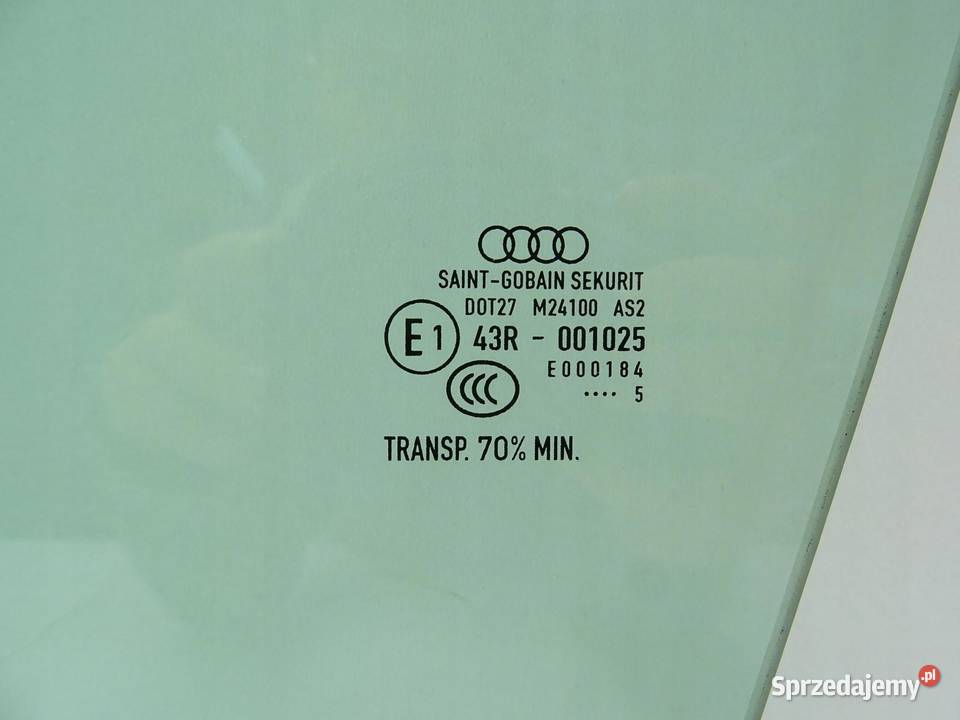 SAINT-GOBAIN SEKURIT
DOT27 M24100 AS2
E1 43R - 001025
E000184
CCC
···· 5
TRANSP. 70% MIN.
Sprzedajemy.pl